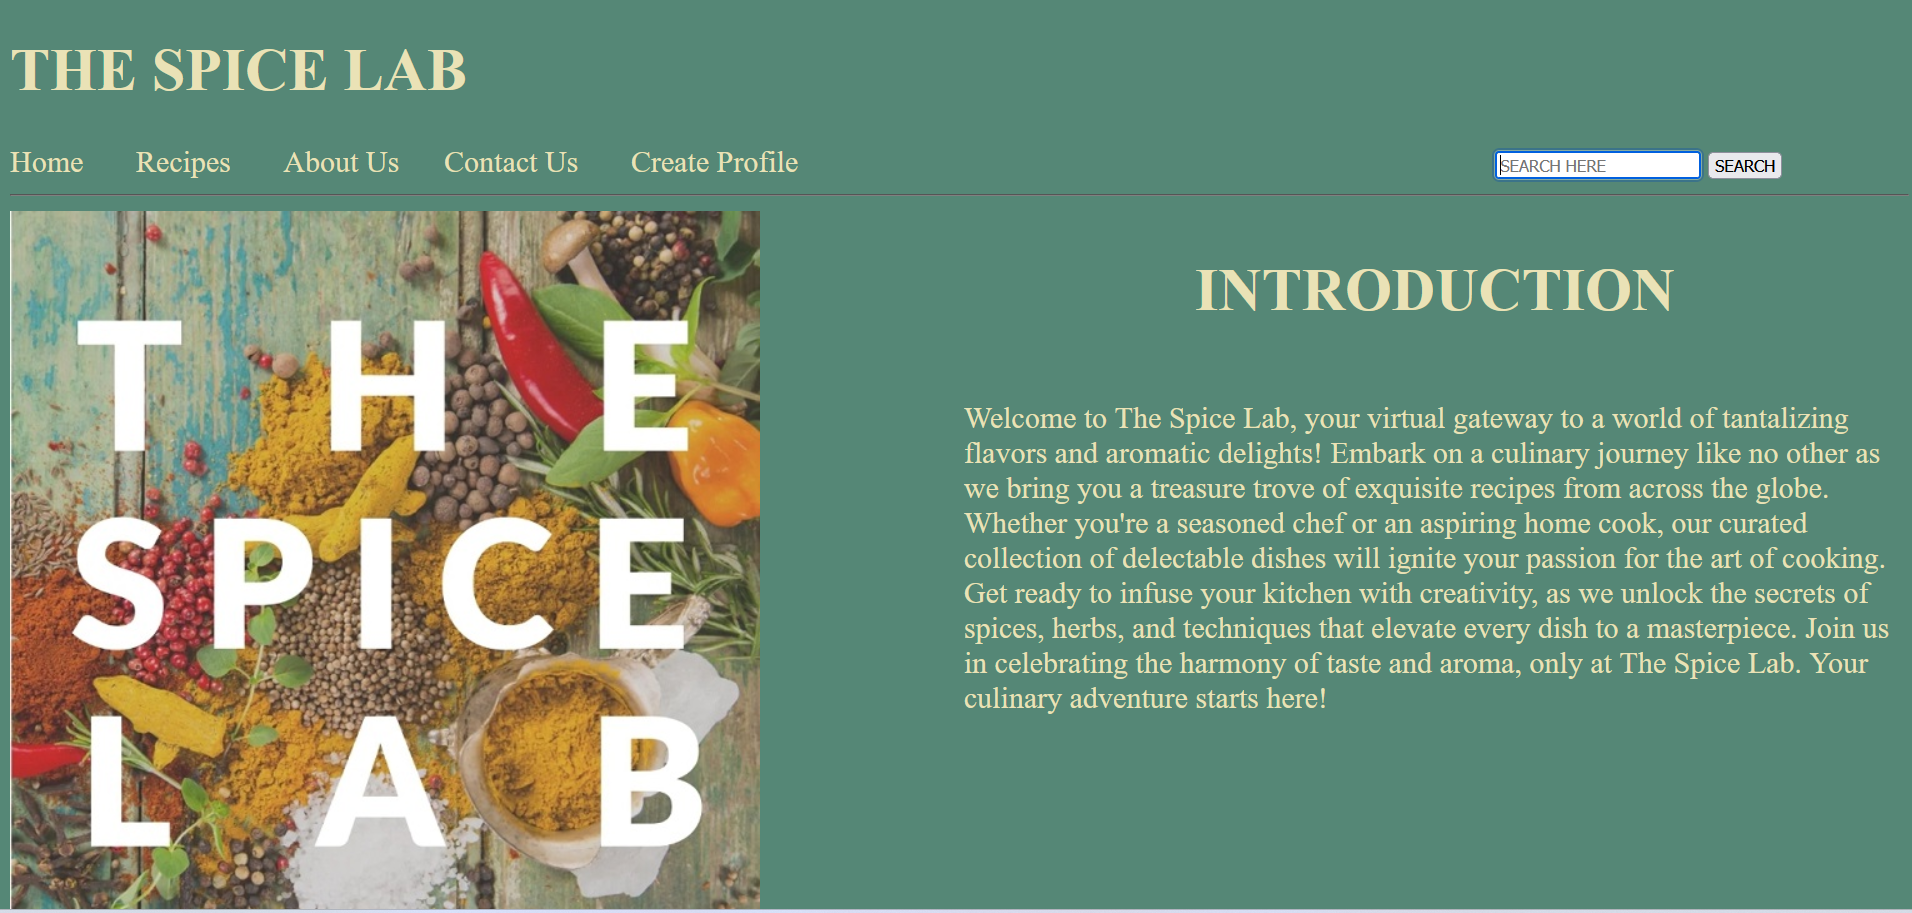 THE SPICE LAB
Home Recipes About Us Contact Us Create Profile SEARCH HERE SEARCH
THE
SPICE
LAB
INTRODUCTION
Welcome to The Spice Lab, your virtual gateway to a world of tantalizing
flavors and aromatic delights! Embark on a culinary journey like no other as
we bring you a treasure trove of exquisite recipes from across the globe.
Whether you're a seasoned chef or an aspiring home cook, our curated
collection of delectable dishes will ignite your passion for the art of cooking.
Get ready to infuse your kitchen with creativity, as we unlock the secrets of
spices, herbs, and techniques that elevate every dish to a masterpiece. Join us
in celebrating the harmony of taste and aroma, only at The Spice Lab. Your
culinary adventure starts here!